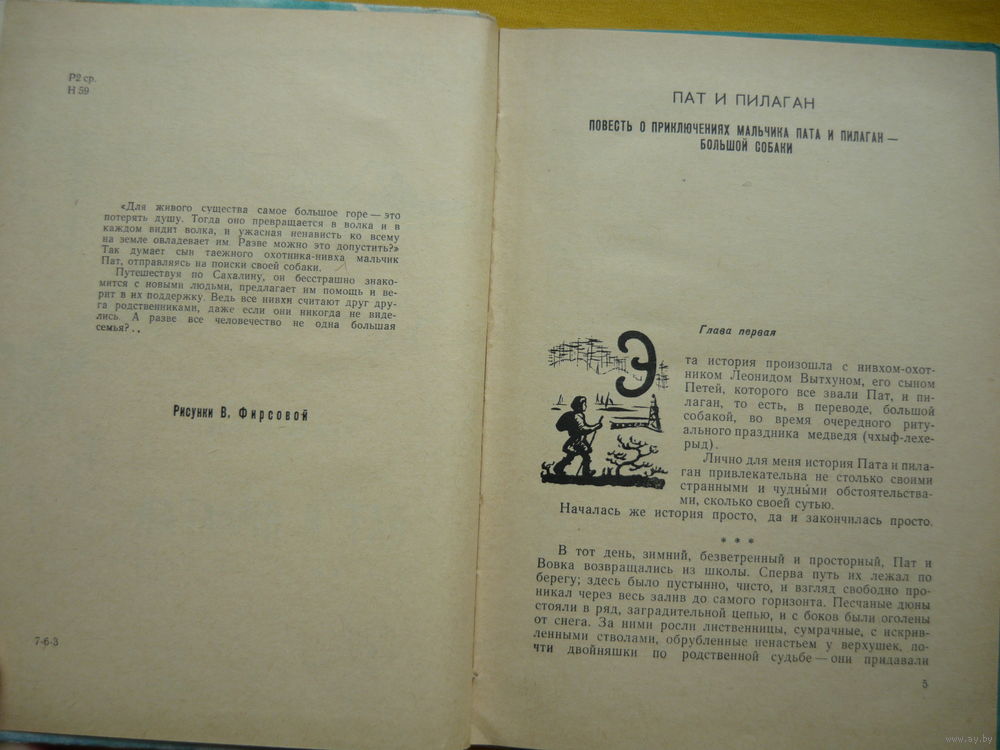 Р2 ср.
Н 59
«Для живого существа самое большое горе — это
потерять душу. Тогда оно превращается в волка и в
каждом видит волка, и ужасная ненависть ко всему
на земле овладевает им Разве можно это допустить?»
Так думает сын таежного охотника-нивха мальчик
Пат, отправляясь на поиски своей собаки.
Путешествуя по Сахалину, он бесстрашно знако-
мится с новыми людьми, предлагает им помощь и ве-
рит в их поддержку. Ведь все нивхи считают друг дру-
га родственниками, даже если они никогда не виде-
лись. А разве все человечество не одна большая
семья?..
Рисунки В. Фирсовой
7-6-3
ПАТ И ПИЛАГАН
ПОВЕСТЬ О ПРИКЛЮЧЕНИЯХ МАЛЬЧИКА ПАТА И ПИЛАГАН —
БОЛЬШОЙ СОБАКИ
Глава первая
Эта история произошла с нивхом-охот-
ником Леонидом Вытхуном, его сыном
Петей, которого все звали Пат, и пи-
лаган, то есть, в переводе, большой
собакой, во время очередного риту-
ального праздника медведя (чхыф-лехе-
рыд).
Лично для меня история Пата и пила-
ган привлекательна не столько своими
странными и чудными обстоятельства-
ми, сколько своей сутью.
Началась же история просто, да и закончилась просто.
* * *
В тот день, зимний, безветренный и просторный, Пат и
Вовка возвращались из школы. Сперва путь их лежал по
берегу; здесь было пустынно, чисто, и взгляд свободно про-
никал через весь залив до самого горизонта. Песчаные дюны
стояли в ряд, заградительной цепью, и с боков были оголены
от снега. За ними росли лиственницы, сумрачные, с искрив-
ленными стволами, обрубленные ненастьем у верхушек, по-
чти двойняшки по родственной судьбе — они придавали
5
www.ay.by